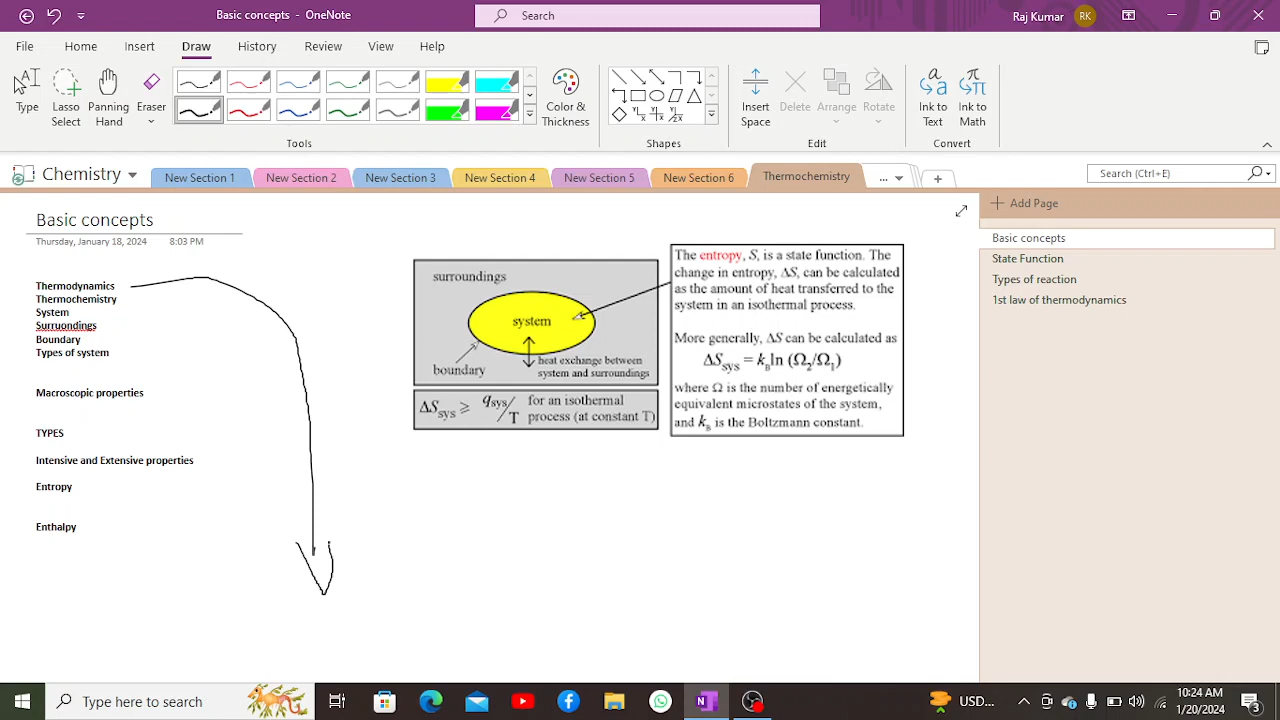 Basic concepts - OneNote
Search
Raj Kumar
RK
File Home Insert Draw History Review View Help
Type
Lasso Select
Panning Hand
Eraser
Color & Thickness
Insert Space
Delete
Arrange
Rotate
Ink to Text
Ink to Math
Tools
Shapes
Edit
Convert
Chemistry
New Section 1
New Section 2
New Section 3
New Section 4
New Section 5
New Section 6
Thermochemistry
...
Search (Ctrl+E)
Add Page
Basic concepts
State Function
Types of reaction
1st law of thermodynamics
Basic concepts
Thursday, January 18, 2024 8:03 PM
Thermodynamics
Thermochemistry
System
Surruondings
Boundary
Types of system
Macroscopic properties
TYPES
Intensive and Extensive properties
Entropy
Enthalpy
surroundings
system
boundary
heat exchange between
system and surroundings
ΔSsys ⩾ qsys/T
for an isothermal
process (at constant T)
The entropy, S, is a state function. The
change in entropy, ΔS, can be calculated
as the amount of heat transferred to the
system in an isothermal process.
More generally, ΔS can be calculated as
ΔSsys = kBln (Ω2/Ω1)
where Ω is the number of energetically
equivalent microstates of the system,
and kB is the Boltzmann constant.
Type here to search
USD...
10:24 AM
1/20/2024
3